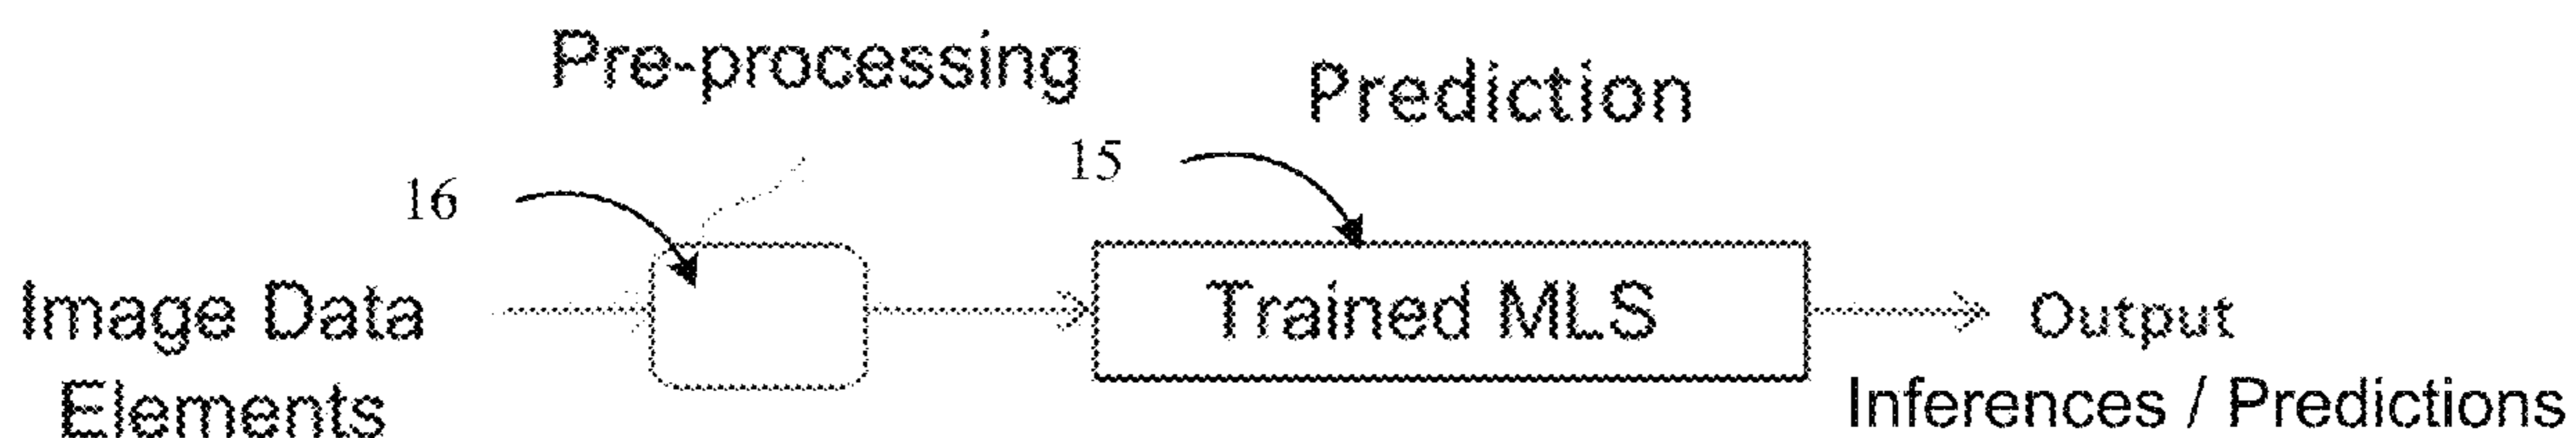 Pre-processing
Prediction
15
16
Image Data
Elements
Trained MLS
Output
Inferences / Predictions